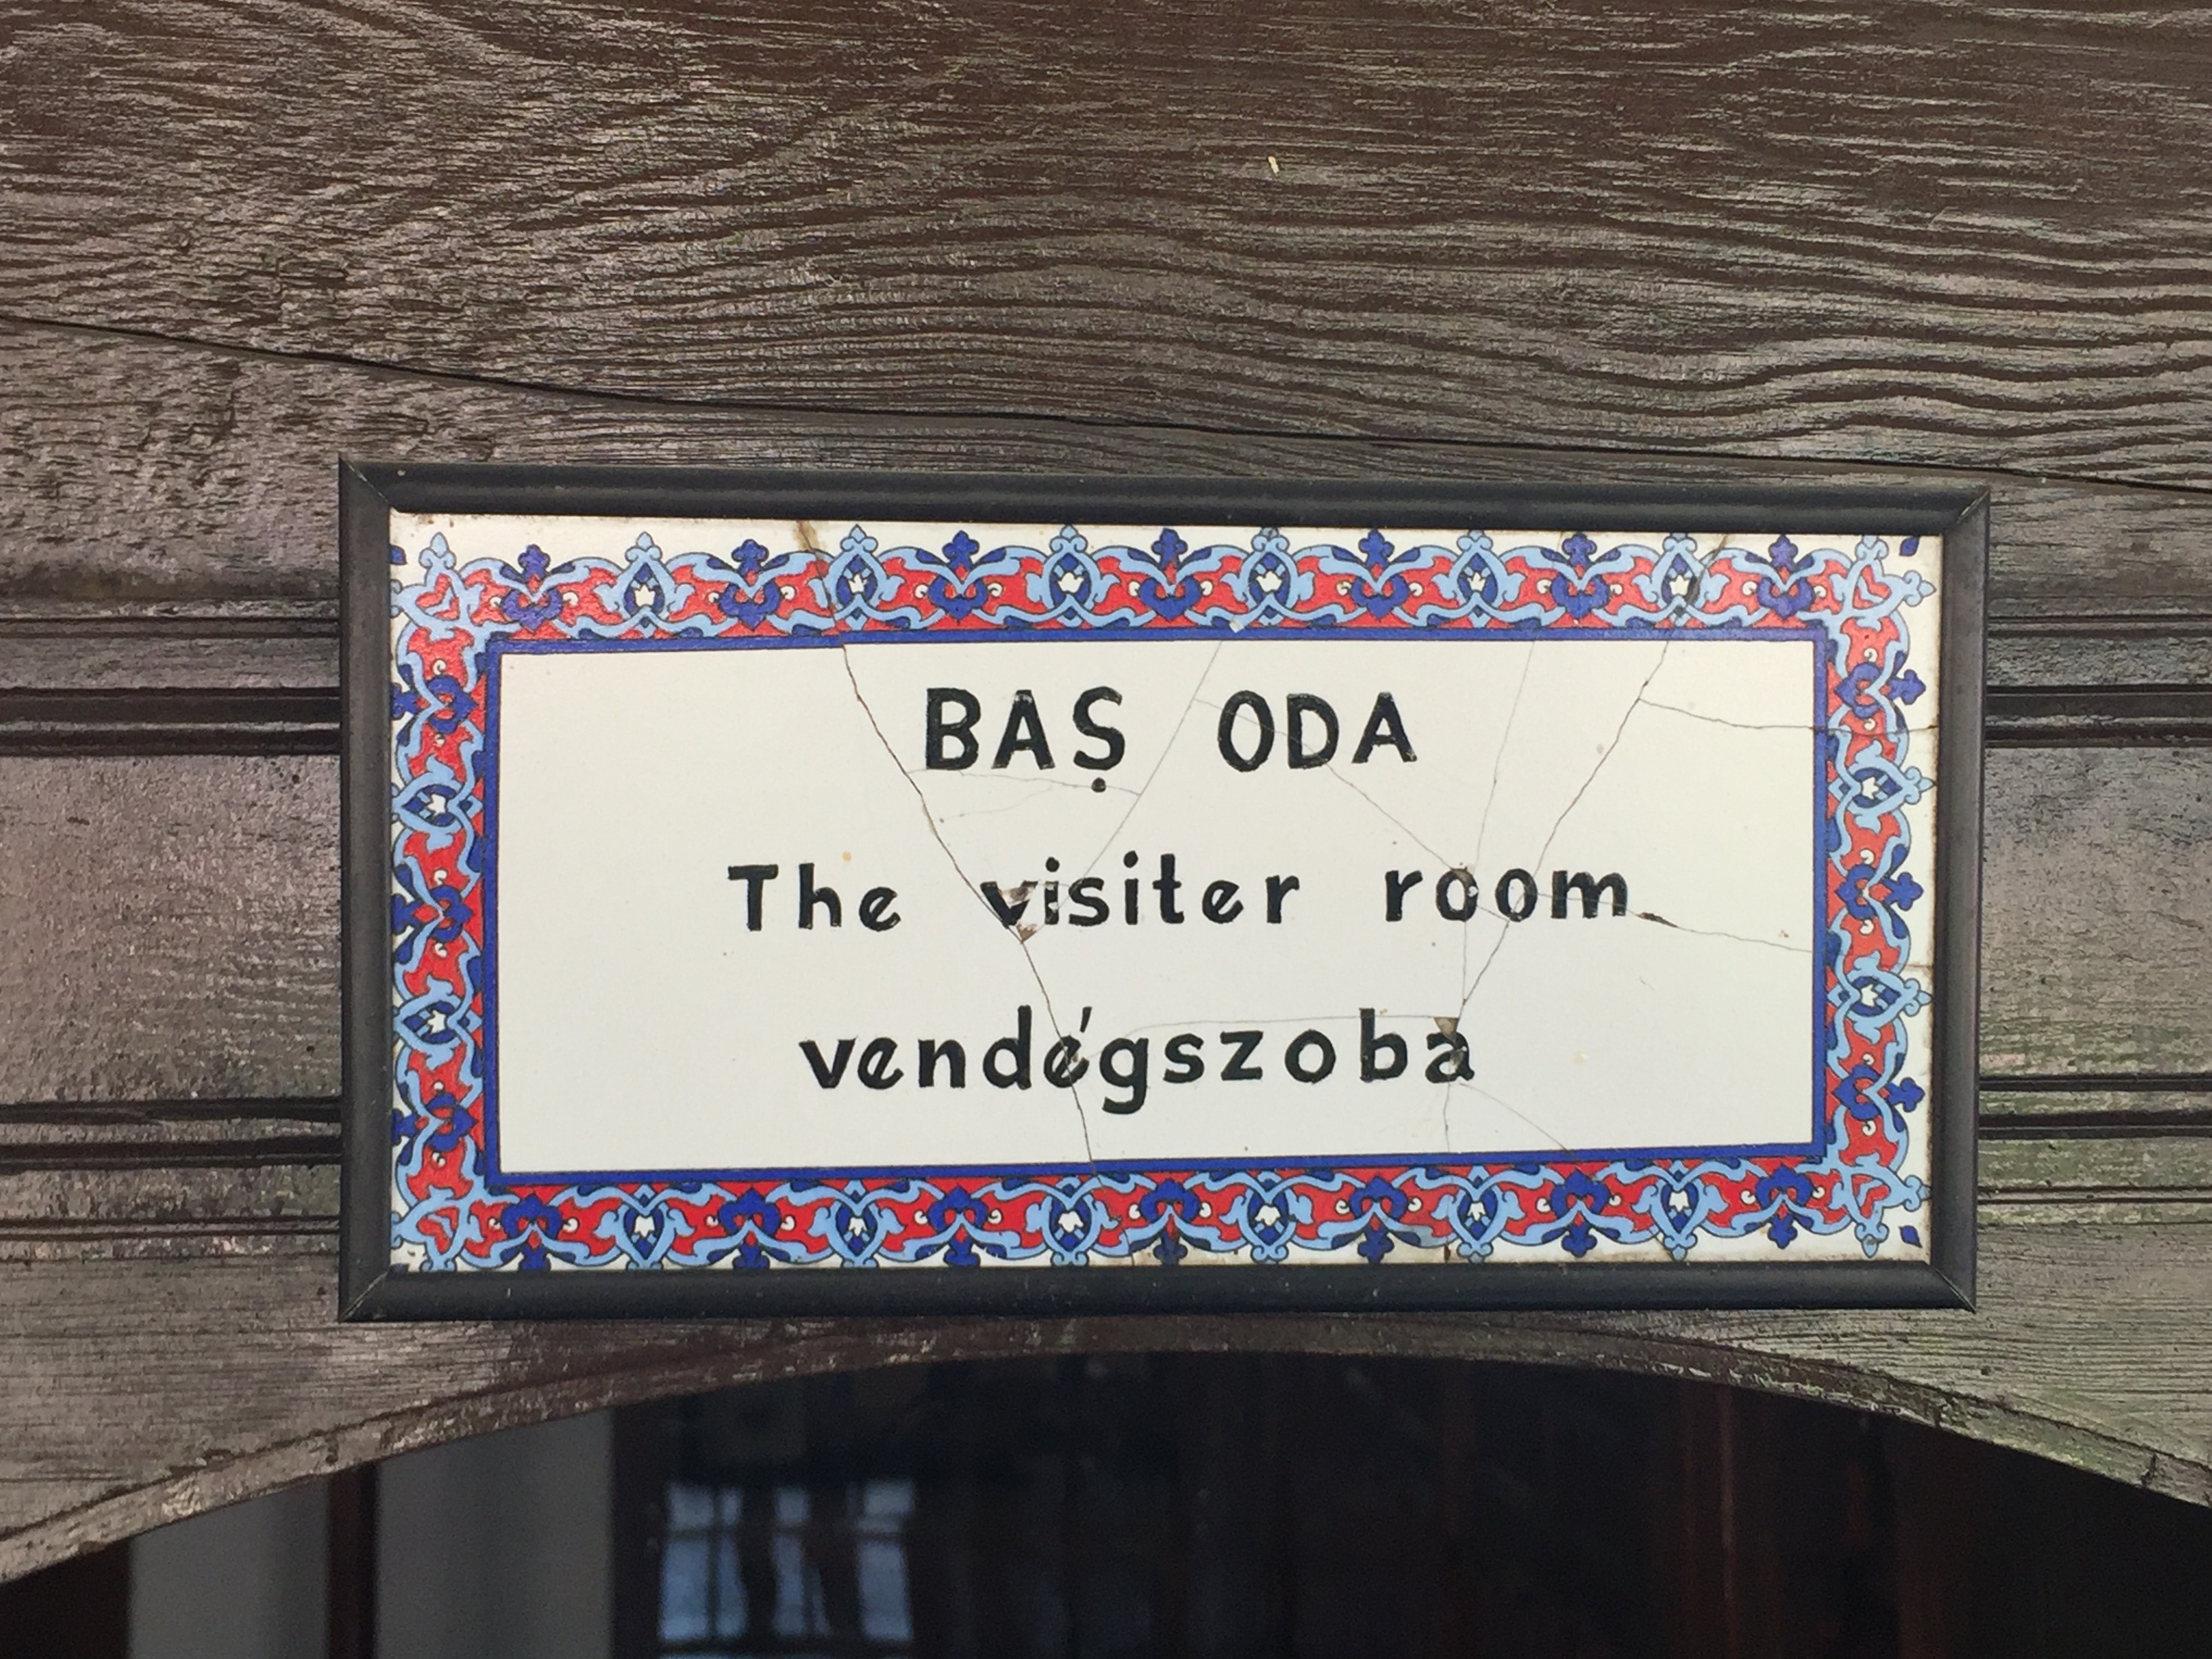 BAŞ ODA
The visiter room
vendégszoba